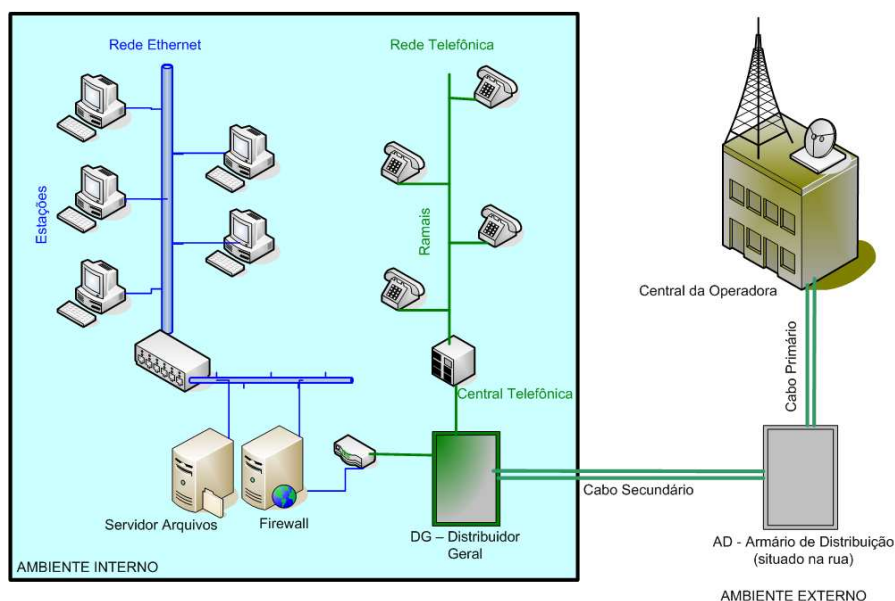 Rede Ethernet
Rede Telefônica
Estações
Ramais
Central da Operadora
Cabo Primário
Central Telefônica
Cabo Secundário
Servidor Arquivos
Firewall
DG – Distribuidor
Geral
AD - Armário de Distribuição
(situado na rua)
AMBIENTE INTERNO
AMBIENTE EXTERNO